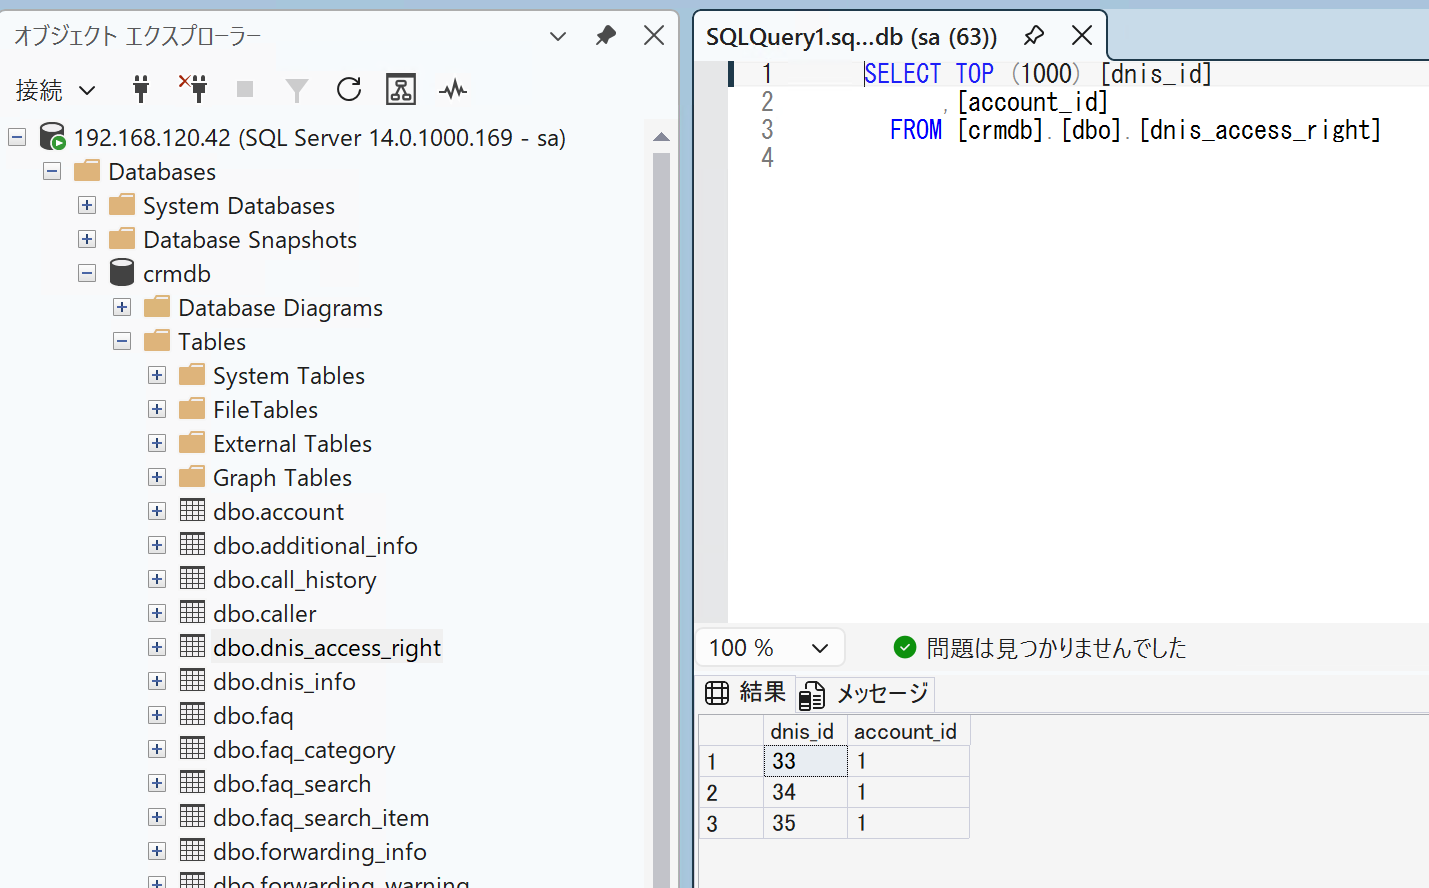 オブジェクト エクスプローラー
接続
192.168.120.42 (SQL Server 14.0.1000.169 - sa)
Databases
System Databases
Database Snapshots
crmdb
Database Diagrams
Tables
System Tables
FileTables
External Tables
Graph Tables
dbo.account
dbo.additional_info
dbo.call_history
dbo.caller
dbo.dnis_access_right
dbo.dnis_info
dbo.faq
dbo.faq_category
dbo.faq_search
dbo.faq_search_item
dbo.forwarding_info
dbo.forwarding_warning
SQLQuery1.sq...db (sa (63))
1 SELECT TOP (1000) [dnis_id]
2 ,[account_id]
3 FROM [crmdb].[dbo].[dnis_access_right]
4
100 %
問題は見つかりませんでした
結果 メッセージ
dnis_id account_id
1 33 1
2 34 1
3 35 1